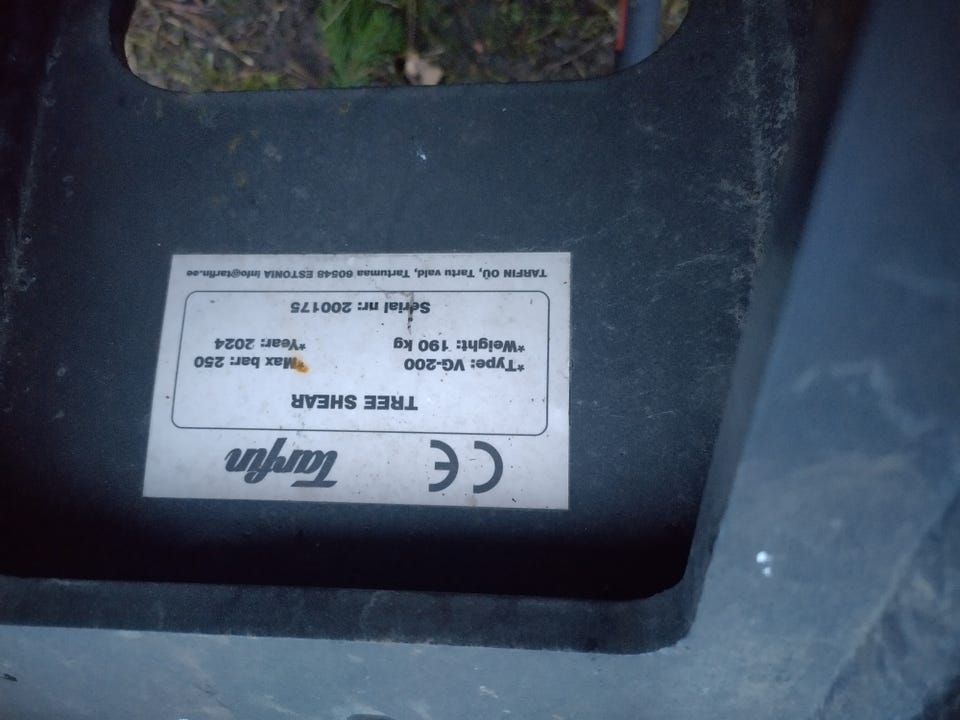 CE Tarfin
TREE SHEAR
*Type: VG-200 *Max bar: 250
*Weight: 190 kg *Year: 2024
Serial nr: 200175
TARFIN OÜ, Tartu vald, Tartumaa 60548 ESTONIA info@tarfin.ee